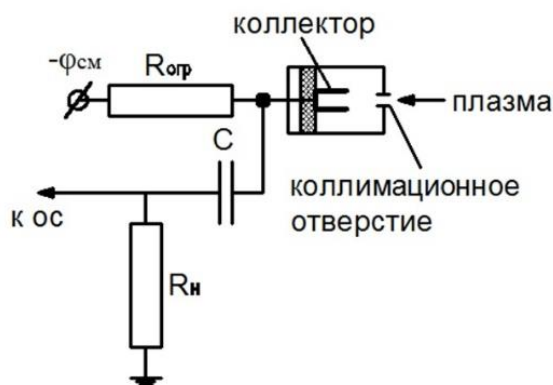 коллектор
-φсм
Rогр
плазма
C
коллимационное
отверстие
к ос
Rн